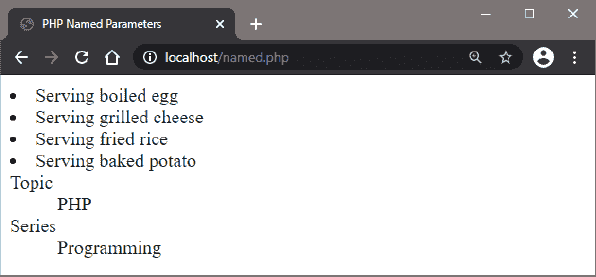 PHP Named Parameters
localhost/named.php
Serving boiled egg
Serving grilled cheese
Serving fried rice
Serving baked potato
Topic
PHP
Series
Programming